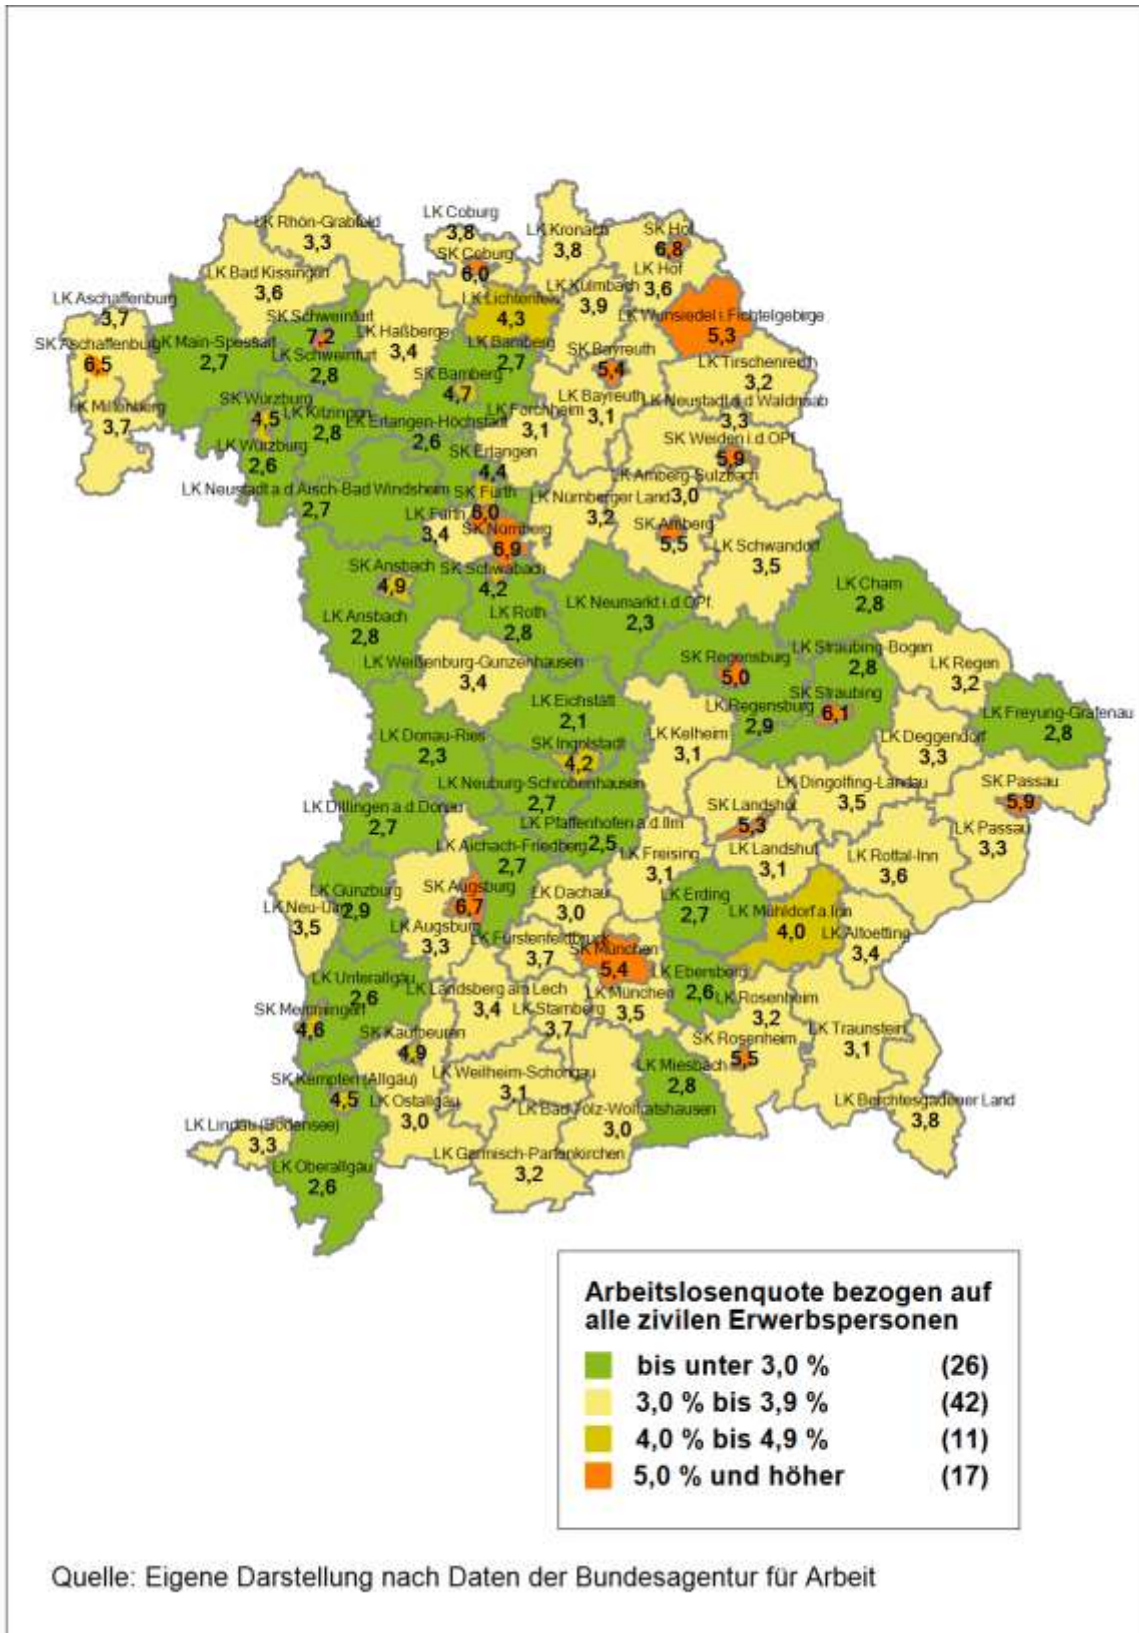 LK Rhön-Grabfeld
3,3
LK Coburg
3,8
SK Coburg
6,0
LK Kronach
3,8
SK Hof
6,8
LK Hof
3,6
LK Bad Kissingen
3,6
LK Kulmbach
3,9
LK Lichtenfels
4,3
LK Wunsiedel i.Fichtelgebirge
5,3
LK Aschaffenburg
3,7
SK Aschaffenburg
6,5
LK Main-Spessart
2,7
SK Schweinfurt
7,2
LK Schweinfurt
2,8
LK Haßberge
3,4
LK Bamberg
2,7
SK Bamberg
4,7
SK Bayreuth
5,4
LK Bayreuth
3,1
LK Tirschenreuth
3,2
LK Neustadt a.d.Waldnaab
3,3
LK Miltenberg
3,7
SK Würzburg
4,5
LK Würzburg
2,6
LK Kitzingen
2,8
LK Erlangen-Höchstadt
2,6
LK Forchheim
3,1
SK Weiden i.d.OPf.
5,9
SK Erlangen
4,4
LK Amberg-Sulzbach
3,0
LK Neustadt a.d.Aisch-Bad Windsheim
2,7
SK Fürth
6,0
LK Fürth
3,4
SK Nürnberg
6,9
LK Nürnberger Land
3,2
SK Amberg
5,5
LK Schwandorf
3,5
SK Ansbach
4,9
SK Schwabach
4,2
LK Ansbach
2,8
LK Roth
2,8
LK Neumarkt i.d.OPf.
2,3
LK Cham
2,8
LK Weißenburg-Gunzenhausen
3,4
SK Regensburg
5,0
LK Regensburg
2,9
LK Straubing-Bogen
2,8
SK Straubing
6,1
LK Regen
3,2
LK Freyung-Grafenau
2,8
LK Eichstätt
2,1
LK Donau-Ries
2,3
SK Ingolstadt
4,2
LK Kelheim
3,1
LK Deggendorf
3,3
LK Neuburg-Schrobenhausen
2,7
LK Dingolfing-Landau
3,5
SK Passau
5,9
LK Passau
3,3
LK Dillingen a.d.Donau
2,7
LK Pfaffenhofen a.d.Ilm
2,5
SK Landshut
5,3
LK Landshut
3,1
LK Rottal-Inn
3,6
LK Aichach-Friedberg
2,7
LK Freising
3,1
LK Günzburg
2,9
LK Neu-Ulm
3,5
SK Augsburg
6,7
LK Augsburg
3,3
LK Dachau
3,0
LK Erding
2,7
LK Mühldorf a.Inn
4,0
LK Altoetting
3,4
LK Fürstenfeldbruck
3,7
SK München
5,4
LK München
3,5
LK Ebersberg
2,6
LK Unterallgäu
2,6
SK Memmingen
4,6
LK Landsberg am Lech
3,4
LK Starnberg
3,7
LK Rosenheim
3,2
SK Rosenheim
5,5
LK Traunstein
3,1
SK Kaufbeuren
4,9
LK Weilheim-Schongau
3,1
LK Miesbach
2,8
LK Berchtesgadener Land
3,8
SK Kempten (Allgäu)
4,5
LK Ostallgäu
3,0
LK Bad Tölz-Wolfratshausen
3,0
LK Lindau (Bodensee)
3,3
LK Oberallgäu
2,6
LK Garmisch-Partenkirchen
3,2
Arbeitslosenquote bezogen auf
alle zivilen Erwerbspersonen
bis unter 3,0 % (26)
3,0 % bis 3,9 % (42)
4,0 % bis 4,9 % (11)
5,0 % und höher (17)
Quelle: Eigene Darstellung nach Daten der Bundesagentur für Arbeit